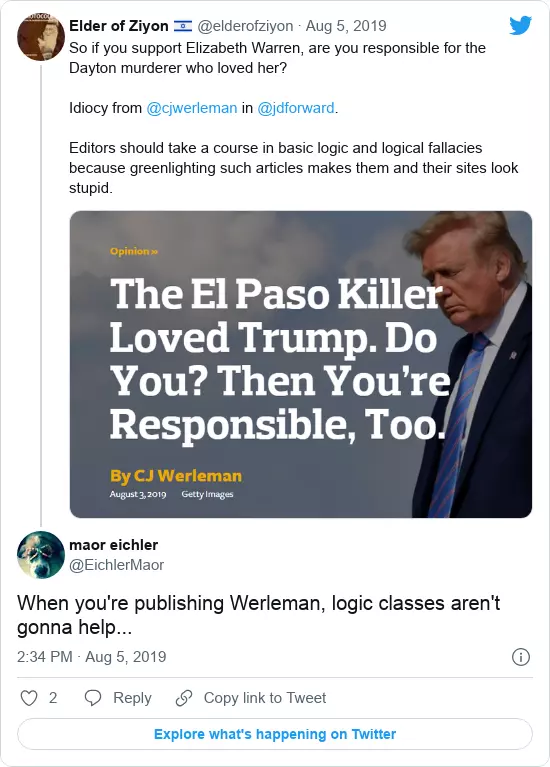 Elder of Ziyon 🇮🇱 @elderofziyon · Aug 5, 2019
So if you support Elizabeth Warren, are you responsible for the
Dayton murderer who loved her?
Idiocy from @cjwerleman in @jdforward.
Editors should take a course in basic logic and logical fallacies
because greenlighting such articles makes them and their sites look
stupid.
Opinion»
The El Paso Killer
Loved Trump. Do
You? Then You're
Responsible, Too.
By CJ Werleman
August 3, 2019 Getty Images
maor eichler
@EichlerMaor
When you're publishing Werleman, logic classes aren't
gonna help...
2:34 PM · Aug 5, 2019
2 Reply Copy link to Tweet
Explore what's happening on Twitter